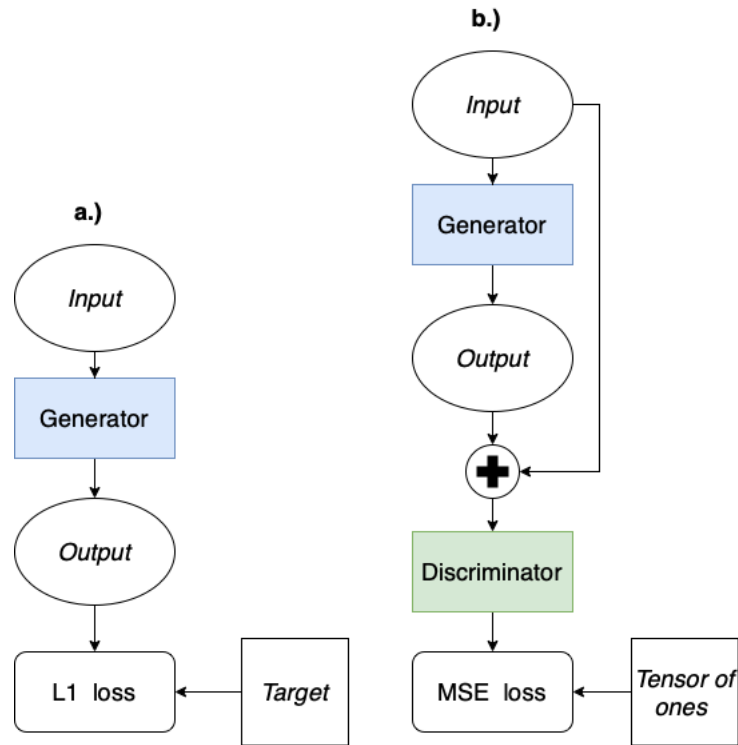 a.)
Input
Generator
Output
L1 loss
Target
b.)
Input
Generator
Output
Discriminator
MSE loss
Tensor of
ones